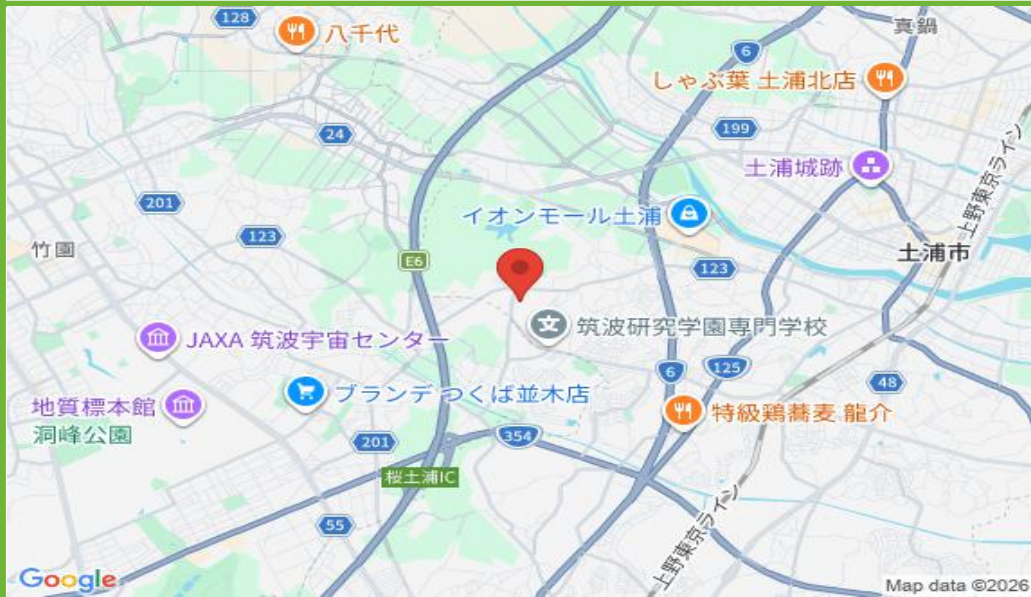 128
八千代
6
真鍋
しゃぶ葉 土浦北店
24
199
土浦城跡
上野東京ライン
201
イオンモール土浦
123
竹園
E6
123
土浦市
筑波研究学園専門学校
JAXA 筑波宇宙センター
6
125
48
ブランデ つくば並木店
地質標本館
洞峰公園
特級鶏蕎麦 龍介
354
201
桜土浦IC
55
上野東京ライン
Google
Map data ©2026